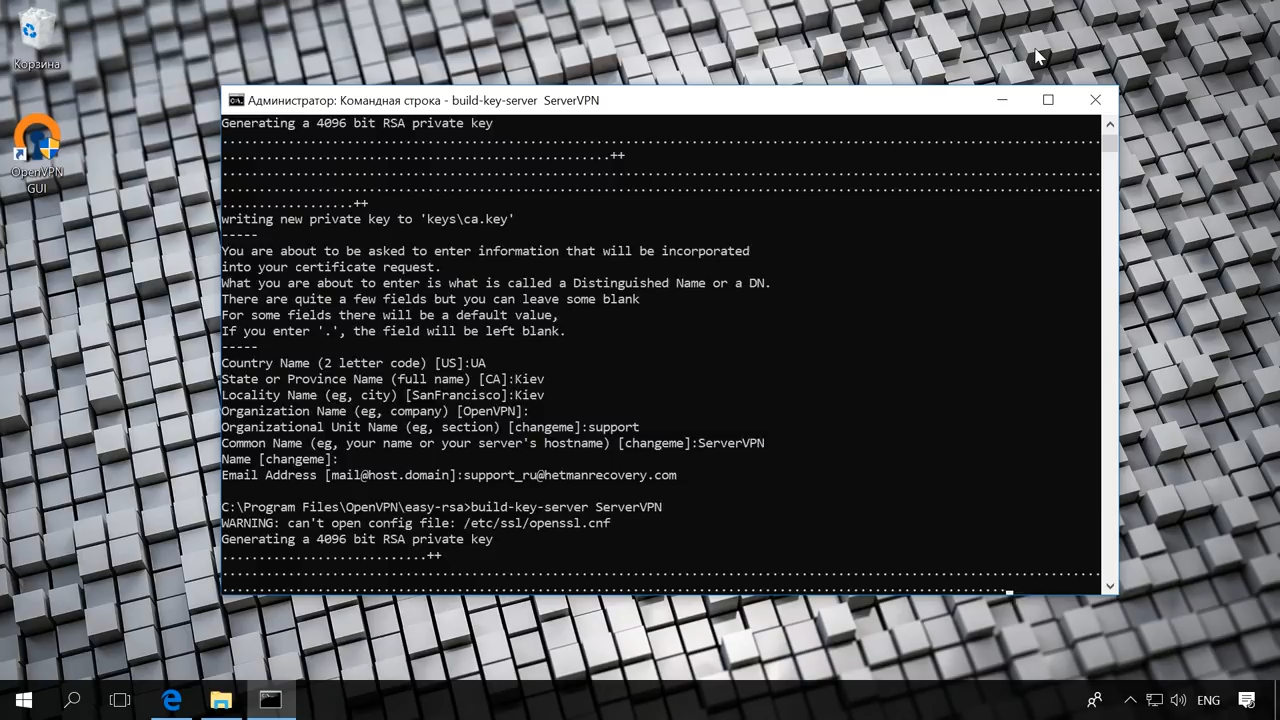 Корзина
OpenVPN
GUI
Администратор: Командная строка - build-key-server  ServerVPN
Generating a 4096 bit RSA private key
........................................................................................................................
.....................................................++
........................................................................................................................
........................................................................................................................
..................++
writing new private key to 'keys\ca.key'
-----
You are about to be asked to enter information that will be incorporated
into your certificate request.
What you are about to enter is what is called a Distinguished Name or a DN.
There are quite a few fields but you can leave some blank
For some fields there will be a default value,
If you enter '.', the field will be left blank.
-----
Country Name (2 letter code) [US]:UA
State or Province Name (full name) [CA]:Kiev
Locality Name (eg, city) [SanFrancisco]:Kiev
Organization Name (eg, company) [OpenVPN]:
Organizational Unit Name (eg, section) [changeme]:support
Common Name (eg, your name or your server's hostname) [changeme]:ServerVPN
Name [changeme]:
Email Address [mail@host.domain]:support_ru@hetmanrecovery.com
C:\Program Files\OpenVPN\easy-rsa>build-key-server ServerVPN
WARNING: can't open config file: /etc/ssl/openssl.cnf
Generating a 4096 bit RSA private key
............................++
........................................................................................................................
...........................................................................................................
ENG